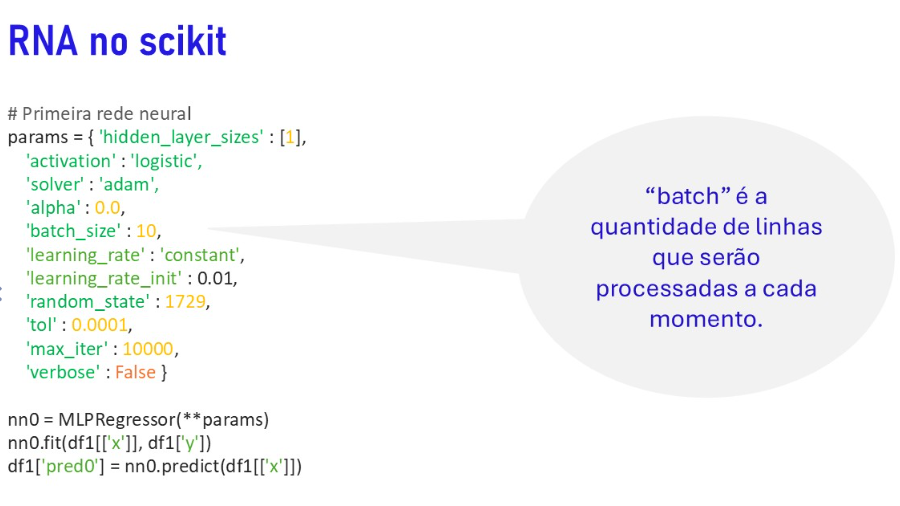 RNA no scikit
# Primeira rede neural
params = { 'hidden_layer_sizes' : [1],
'activation' : 'logistic',
'solver' : 'adam',
'alpha' : 0.0,
'batch_size' : 10,
'learning_rate' : 'constant',
'learning_rate_init' : 0.01,
'random_state' : 1729,
'tol' : 0.0001,
'max_iter' : 10000,
'verbose' : False }
nn0 = MLPRegressor(**params)
nn0.fit(df1[['x']], df1['y'])
df1['pred0'] = nn0.predict(df1[['x']])
“batch” é a
quantidade de linhas
que serão
processadas a cada
momento.